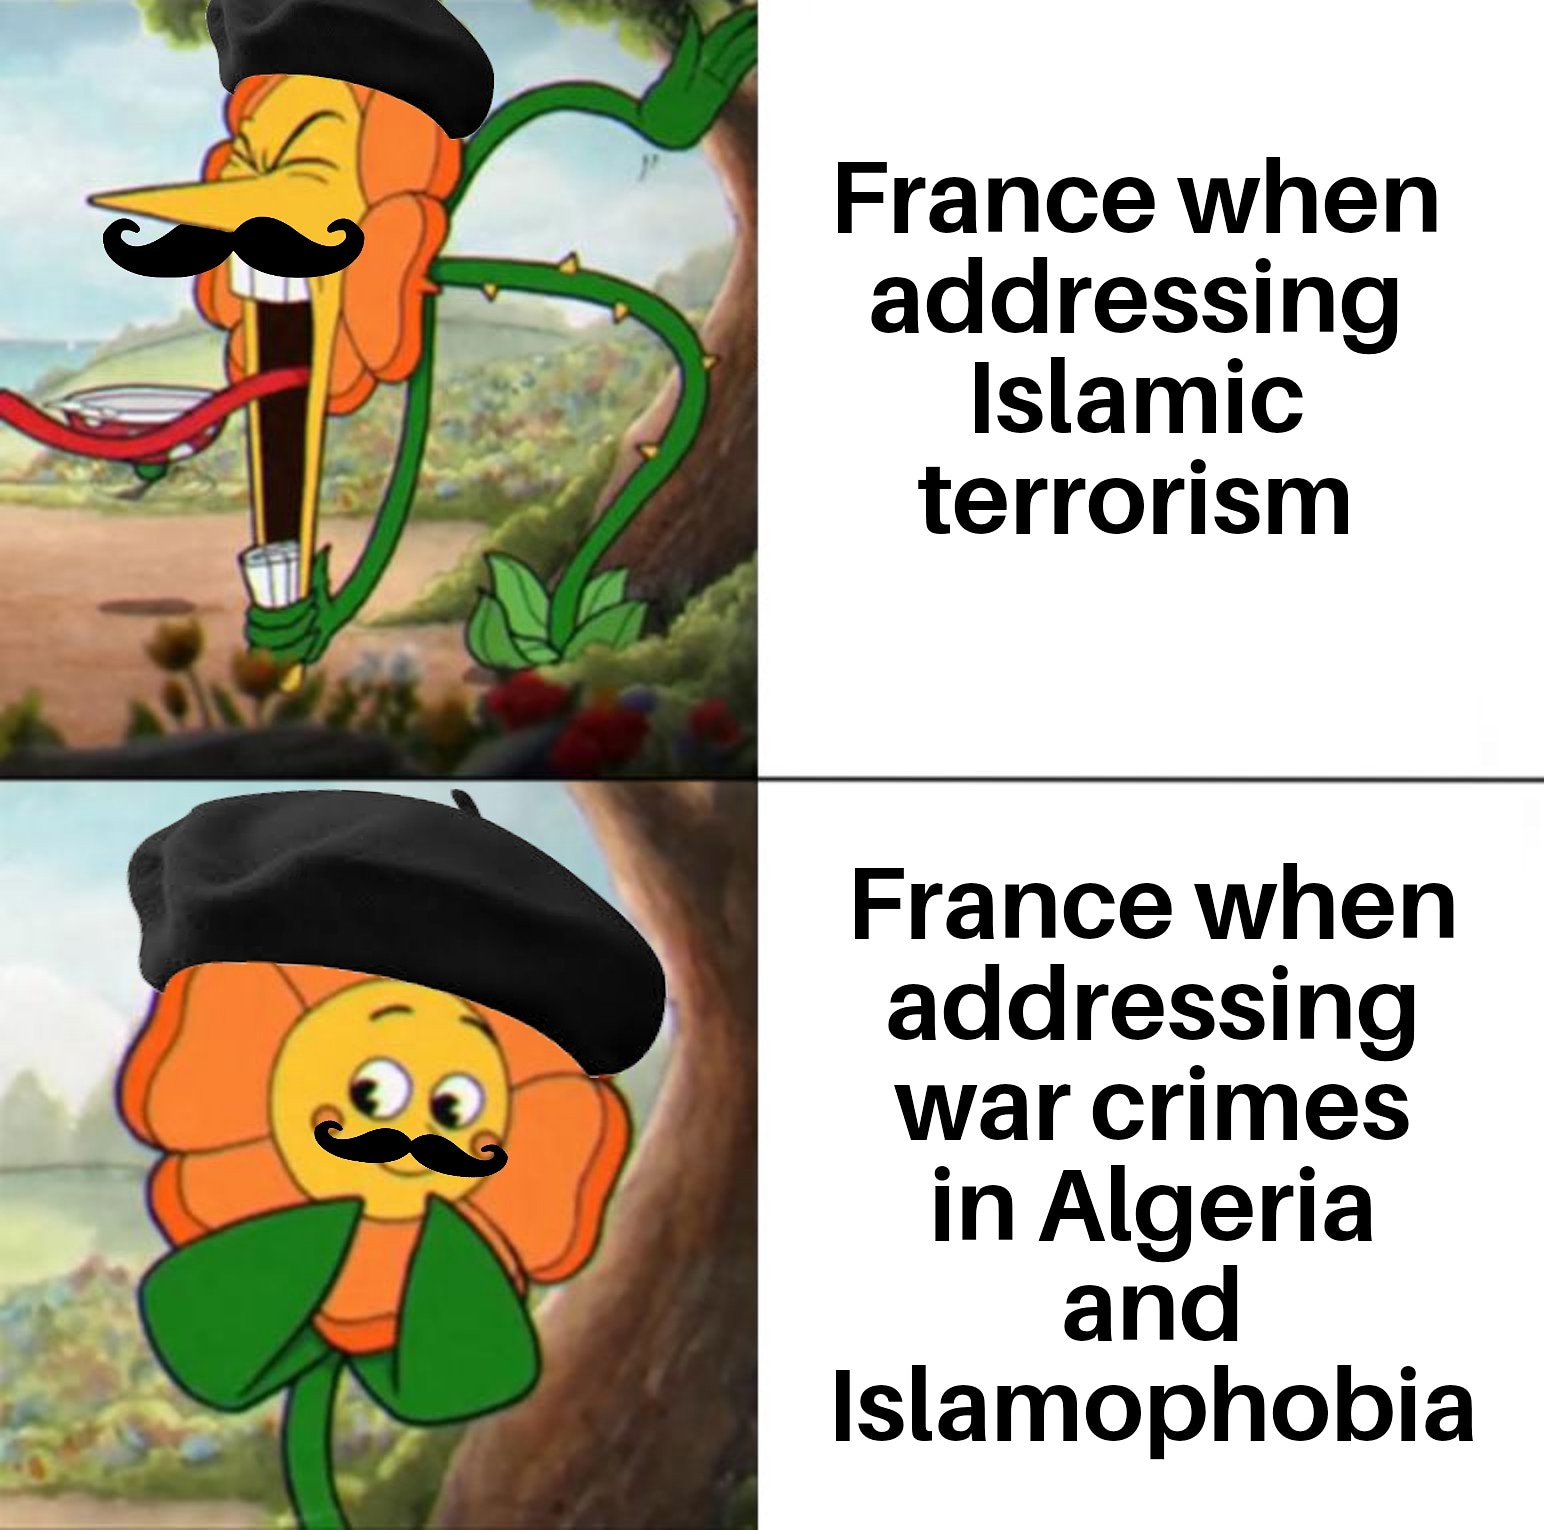 France when
addressing
Islamic
terrorism
France when
addressing
war crimes
in Algeria
and
Islamophobia